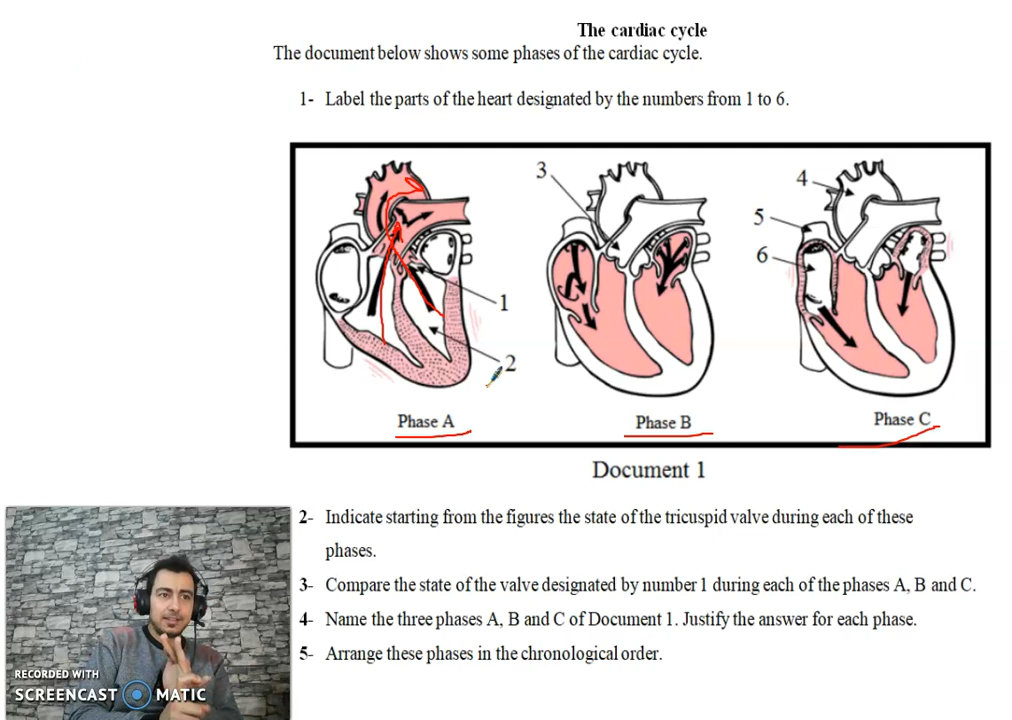 The cardiac cycle
The document below shows some phases of the cardiac cycle.
1- Label the parts of the heart designated by the numbers from 1 to 6.
3
4
5
6
1
2
Phase A
Phase B
Phase C
Document 1
2- Indicate starting from the figures the state of the tricuspid valve during each of these
phases.
3- Compare the state of the valve designated by number 1 during each of the phases A, B and C.
4- Name the three phases A, B and C of Document 1. Justify the answer for each phase.
5- Arrange these phases in the chronological order.
RECORDED WITH
SCREENCAST MATIC